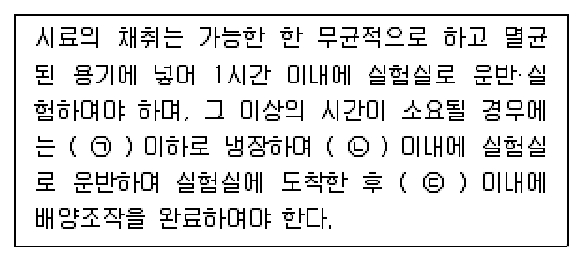 시료의 채취는 가능한 한 무균적으로 하고 멸균
된 용기에 넣어 1시간 이내에 실험실로 운반·실
험하여야 하며, 그 이상의 시간이 소요될 경우에
는 ( ㉠ ) 이하로 냉장하여 ( ㉡ ) 이내에 실험실
로 운반하여 실험실에 도착한 후 ( ㉢ ) 이내에
배양조작을 완료하여야 한다.